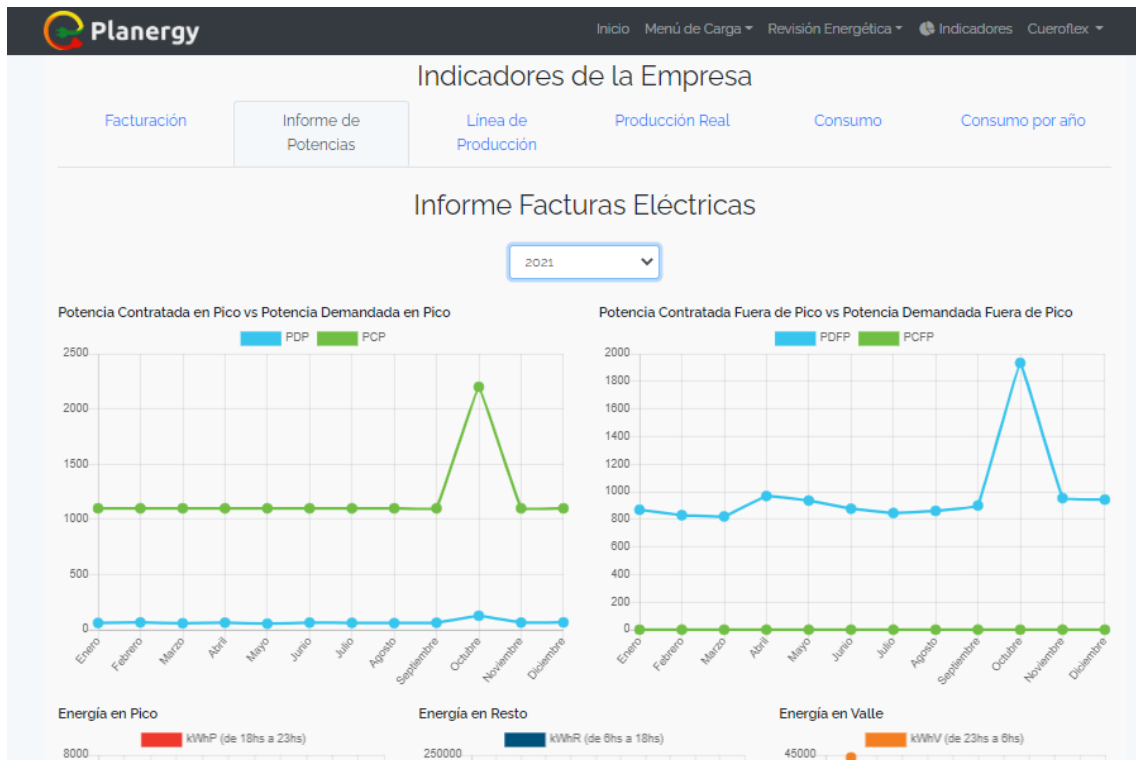 Planergy
Inicio Menú de Carga Revisión Energética Indicadores Cueroflex
Indicadores de la Empresa
Facturación
Informe de Potencias
Línea de Producción
Producción Real
Consumo
Consumo por año
Informe Facturas Eléctricas
2021
Potencia Contratada en Pico vs Potencia Demandada en Pico
PDP PCP
2500
2000
1500
1000
500
0
Enero Febrero Marzo Abril Mayo Junio Julio Agosto Septiembre Octubre Noviembre Diciembre
Potencia Contratada Fuera de Pico vs Potencia Demandada Fuera de Pico
PDFP PCFP
2000
1800
1600
1400
1200
1000
800
600
400
200
0
Enero Febrero Marzo Abril Mayo Junio Julio Agosto Septiembre Octubre Noviembre Diciembre
Energía en Pico
kWhP (de 18hs a 23hs)
8000
Energía en Resto
kWhR (de 6hs a 18hs)
250000
Energía en Valle
kWhV (de 23hs a 6hs)
45000